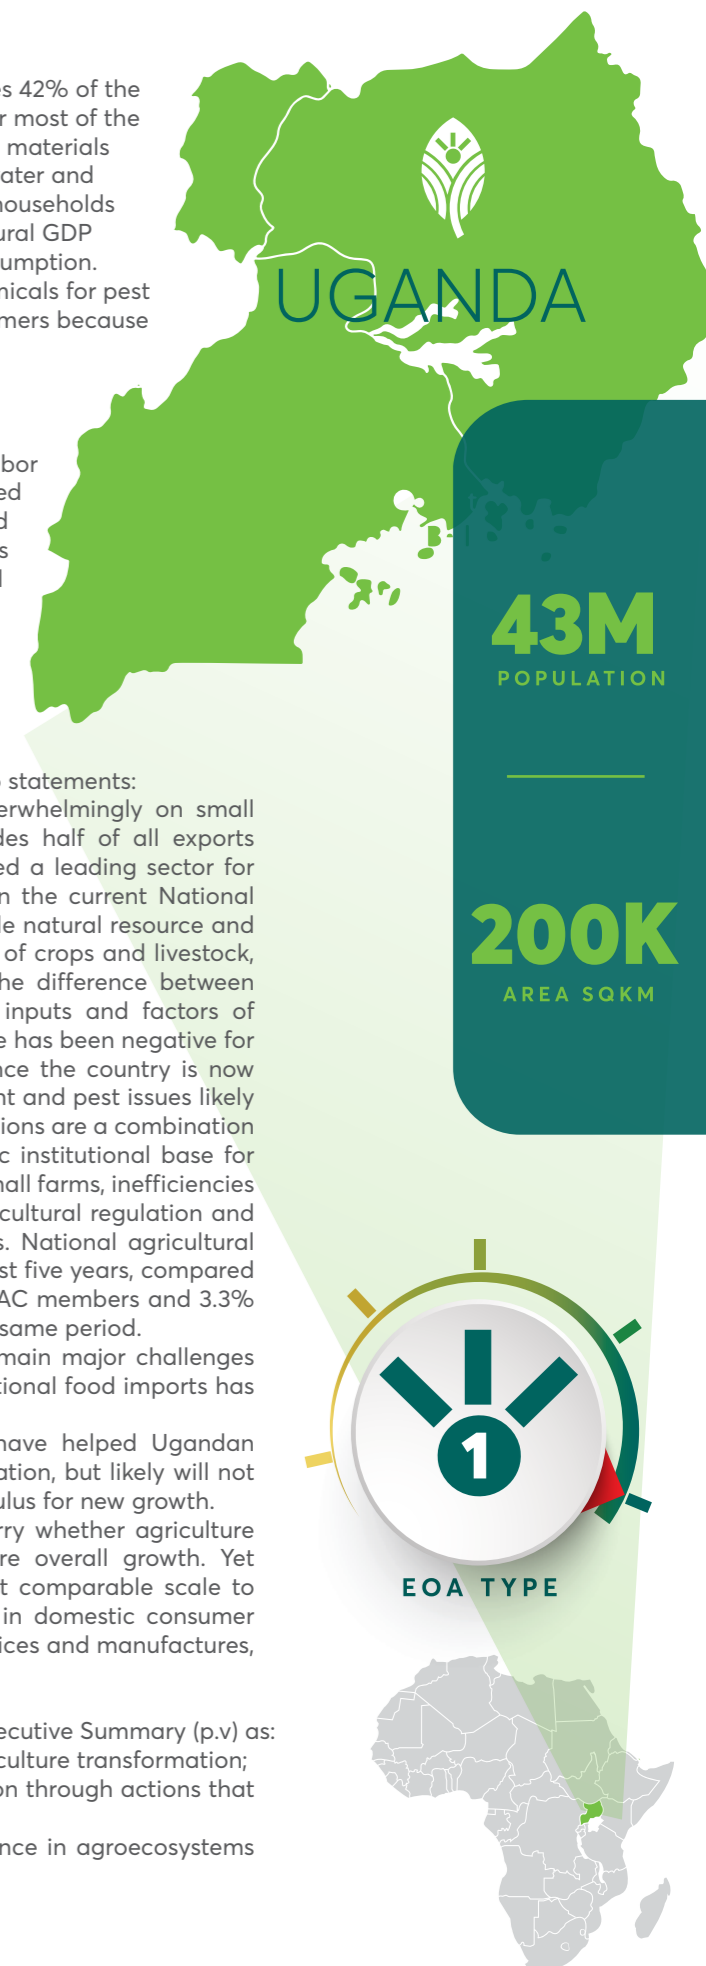 es 42% of the
r most of the
materials
ater and
households
ural GDP
umption.
nicals for pest
mers because
UGANDA
bor
ed
d
s
l
43M
POPULATION
200K
AREA SQKM
statements:
erwhelmingly on small
des half of all exports
ed a leading sector for
n the current National
le natural resource and
of crops and livestock,
he difference between
inputs and factors of
e has been negative for
nce the country is now
nt and pest issues likely
ions are a combination
c institutional base for
nall farms, inefficiencies
cultural regulation and
s. National agricultural
st five years, compared
AC members and 3.3%
same period.
main major challenges
tional food imports has
have helped Ugandan
ation, but likely will not
ulus for new growth.
rry whether agriculture
re overall growth. Yet
t comparable scale to
in domestic consumer
ices and manufactures,
1
EOA TYPE
xecutive Summary (p.v) as:
culture transformation;
on through actions that
nce in agroecosystems